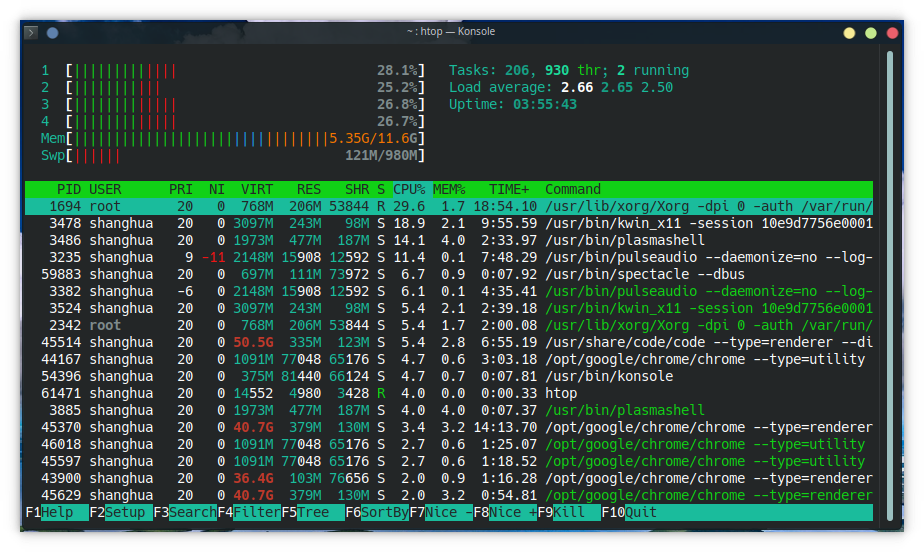 ~ : htop — Konsole
1 [||||||||||||| 28.1%] Tasks: 206, 930 thr; 2 running
2 [||||||||||| 25.2%] Load average: 2.66 2.65 2.50
3 [||||||||||||| 26.8%] Uptime: 03:55:43
4 [||||||||||||| 26.7%]
Mem[||||||||||||||||||||||||||||||||5.35G/11.6G]
Swp[|||||| 121M/980M]
PID USER PRI NI VIRT RES SHR S CPU% MEM% TIME+ Command
1694 root 20 0 768M 206M 53844 R 29.6 1.7 18:54.10 /usr/lib/xorg/Xorg -dpi 0 -auth /var/run/
3478 shanghua 20 0 3097M 243M 98M S 18.9 2.1 9:55.59 /usr/bin/kwin_x11 -session 10e9d7756e0001
3486 shanghua 20 0 1973M 477M 187M S 14.1 4.0 2:33.97 /usr/bin/plasmashell
3235 shanghua 9 -11 2148M 15908 12592 S 11.4 0.1 7:48.29 /usr/bin/pulseaudio --daemonize=no --log-
59883 shanghua 20 0 697M 111M 73972 S 6.7 0.9 0:07.92 /usr/bin/spectacle --dbus
3382 shanghua -6 0 2148M 15908 12592 S 6.1 0.1 4:35.41 /usr/bin/pulseaudio --daemonize=no --log-
3524 shanghua 20 0 3097M 243M 98M S 5.4 2.1 2:39.18 /usr/bin/kwin_x11 -session 10e9d7756e0001
2342 root 20 0 768M 206M 53844 S 5.4 1.7 2:00.08 /usr/lib/xorg/Xorg -dpi 0 -auth /var/run/
45514 shanghua 20 0 50.5G 335M 123M S 5.4 2.8 6:55.19 /usr/share/code/code --type=renderer --di
44167 shanghua 20 0 1091M 77048 65176 S 4.7 0.6 3:03.18 /opt/google/chrome/chrome --type=utility
54396 shanghua 20 0 375M 81440 66124 S 4.7 0.7 0:07.81 /usr/bin/konsole
61471 shanghua 20 0 14552 4980 3428 R 4.0 0.0 0:00.33 htop
3885 shanghua 20 0 1973M 477M 187M S 4.0 4.0 0:07.37 /usr/bin/plasmashell
45370 shanghua 20 0 40.7G 379M 130M S 3.4 3.2 14:13.70 /opt/google/chrome/chrome --type=renderer
46018 shanghua 20 0 1091M 77048 65176 S 2.7 0.6 1:25.07 /opt/google/chrome/chrome --type=utility
45597 shanghua 20 0 1091M 77048 65176 S 2.7 0.6 1:18.52 /opt/google/chrome/chrome --type=utility
43900 shanghua 20 0 36.4G 103M 76656 S 2.0 0.9 1:16.28 /opt/google/chrome/chrome --type=renderer
45629 shanghua 20 0 40.7G 379M 130M S 2.0 3.2 0:54.81 /opt/google/chrome/chrome --type=renderer
F1Help F2Setup F3SearchF4FilterF5Tree F6SortByF7Nice -F8Nice +F9Kill F10Quit